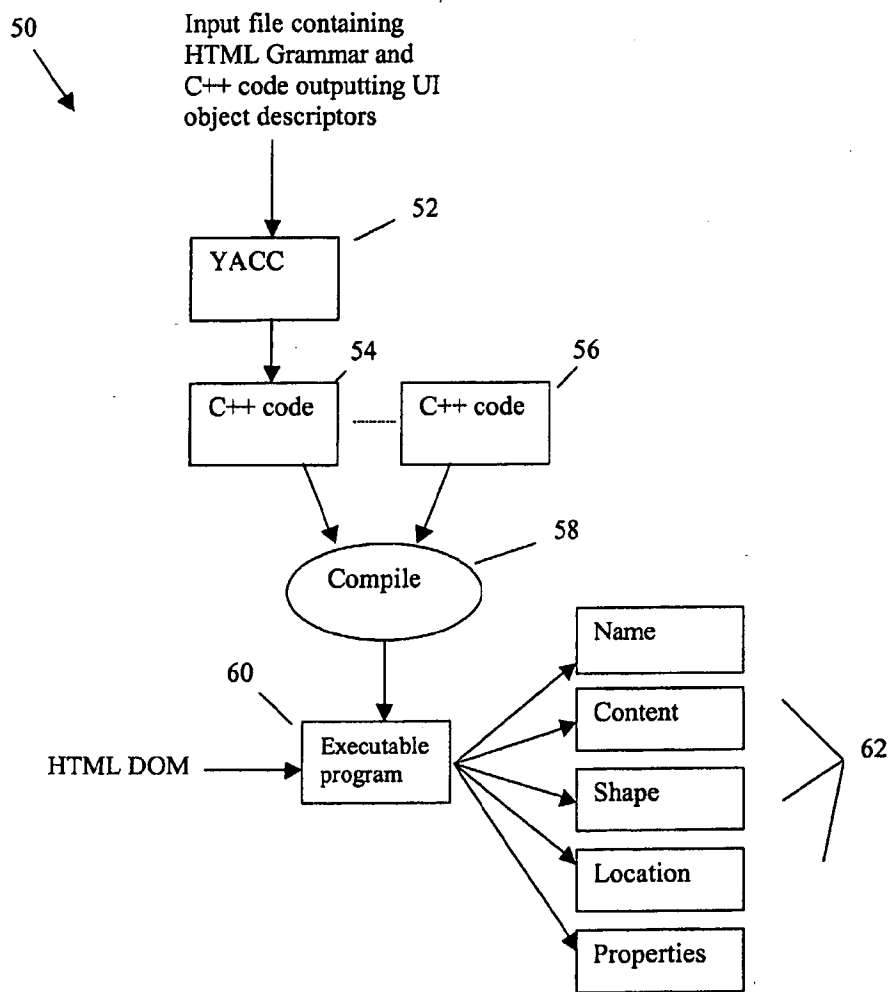 50
Input file containing
HTML Grammar and
C++ code outputting UI
object descriptors
52
YACC
54
56
C++ code
C++ code
58
Compile
Name
60
Content
Executable
program
HTML DOM
62
Shape
Location
Properties